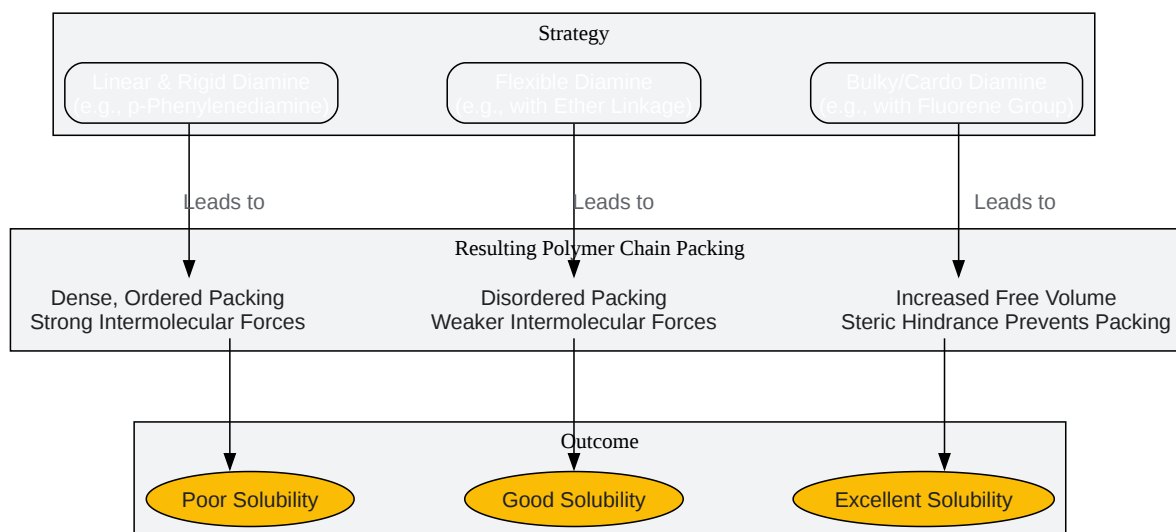 Strategy
Linear & Rigid Diamine
(e.g., p-Phenylenediamine)
Flexible Diamine
(e.g., with Ether Linkage)
Bulky/Cardo Diamine
(e.g., with Fluorene Group)
Leads to
Leads to
Leads to
Resulting Polymer Chain Packing
Dense, Ordered Packing
Strong Intermolecular Forces
Disordered Packing
Weaker Intermolecular Forces
Increased Free Volume
Steric Hindrance Prevents Packing
Outcome
Poor Solubility
Good Solubility
Excellent Solubility